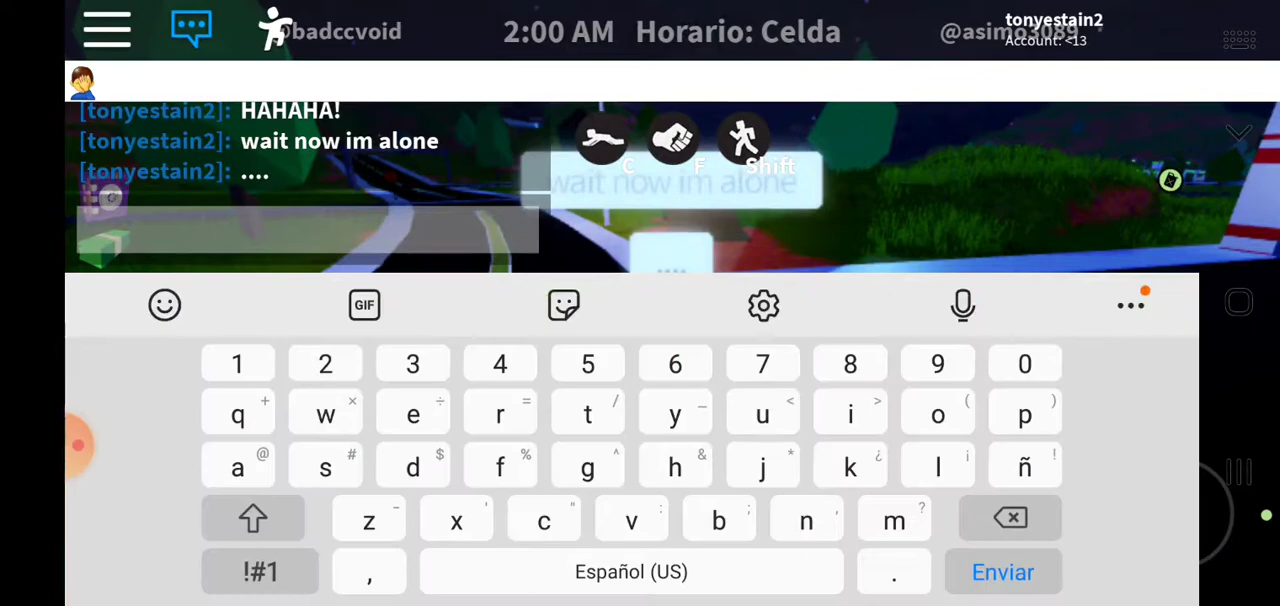 @badccvoid 2:00 AM Horario: Celda @asimo3089
tonyestain2
Account: <13
[tonyestain2]: HAHAHA!
[tonyestain2]: wait now im alone
[tonyestain2]: ....
C F Shift
wait now im alone
....
GIF
1 2 3 4 5 6 7 8 9 0
q + w × e ÷ r = t / y _ u < i > o ( p )
a @ s # d $ f % g ^ h & j * k ¿ l ¡ ñ !
z - x ' c " v : b ; n , m ?
!#1 , Español (US) . Enviar